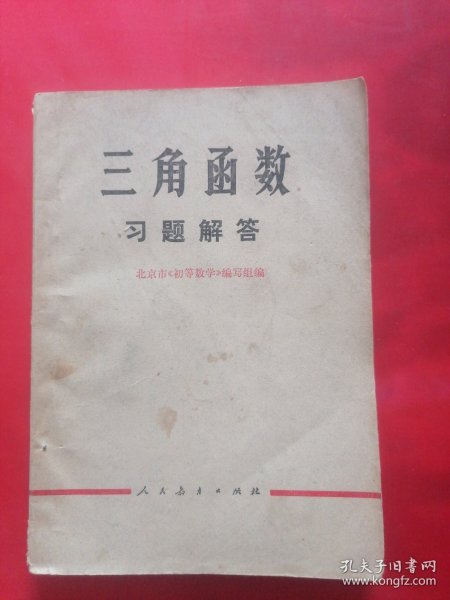 三角函数
习题解答
北京市《初等数学》编写组编
人民教育出版社
孔夫子旧书网
www.kongfz.com